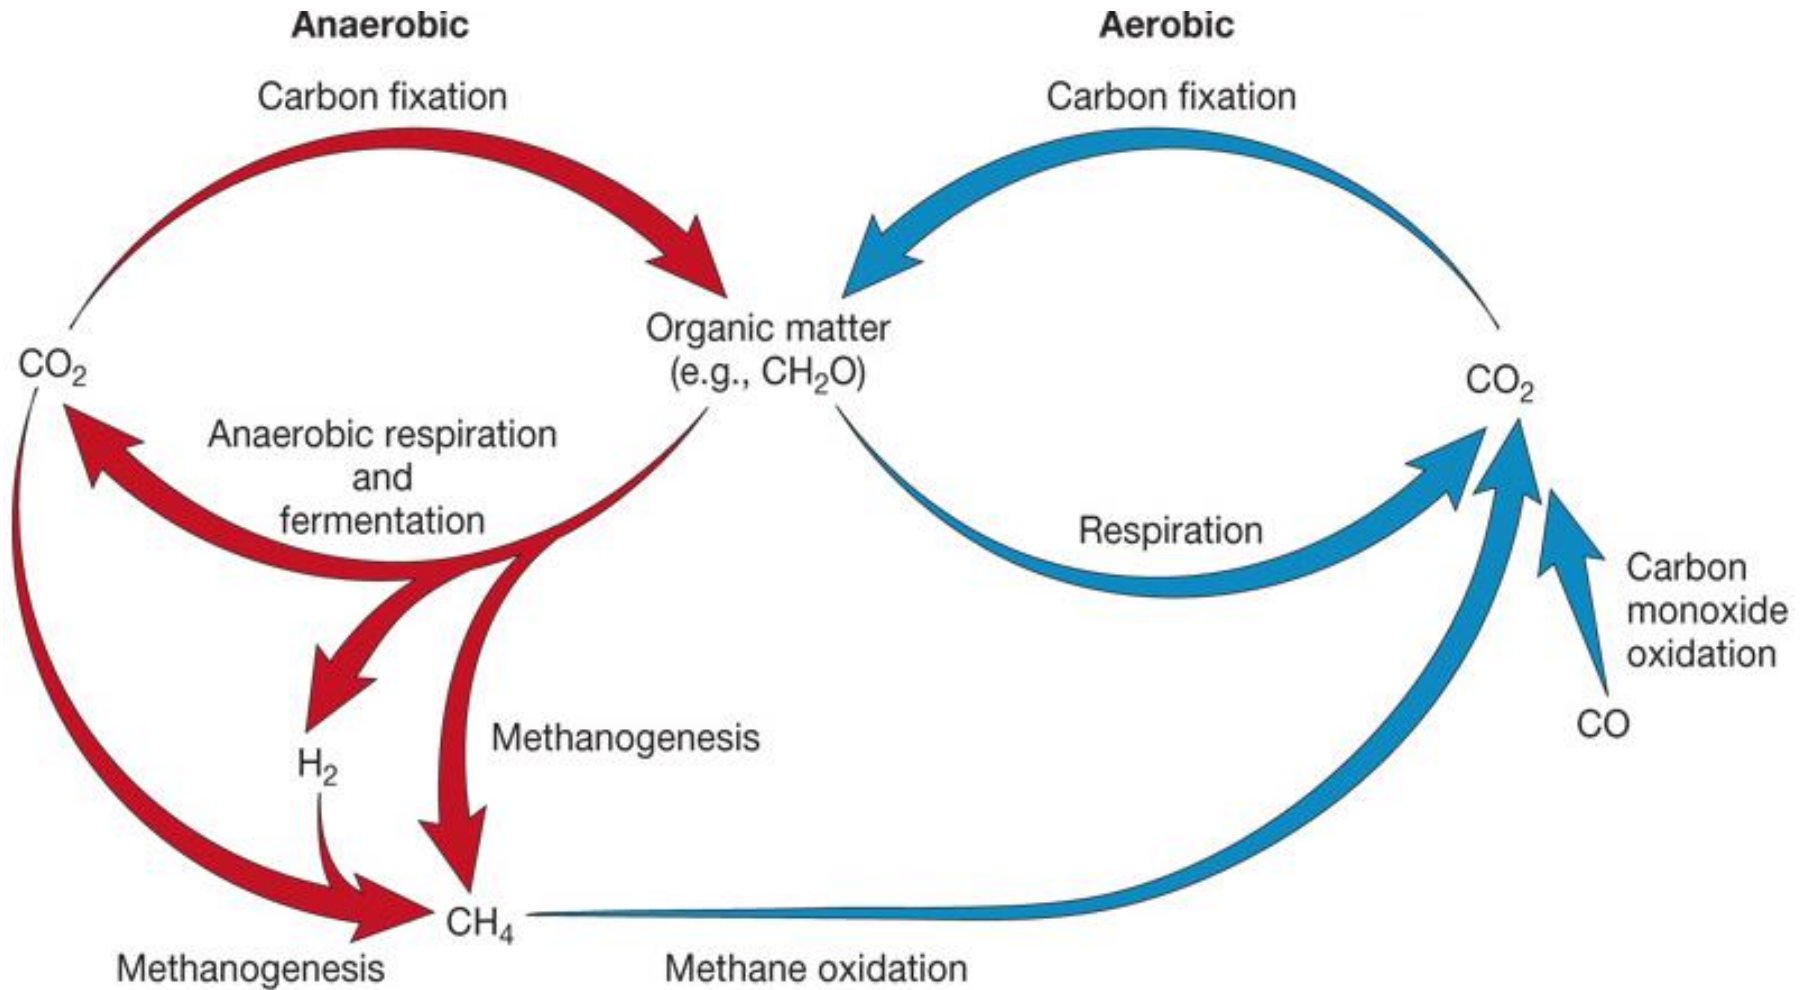 Anaerobic
Aerobic
Carbon fixation
Carbon fixation
Organic matter
(e.g., CH₂O)
CO₂
CO₂
Anaerobic respiration
and
fermentation
Respiration
Carbon
monoxide
oxidation
CO
H₂
Methanogenesis
CH₄
Methanogenesis
Methane oxidation